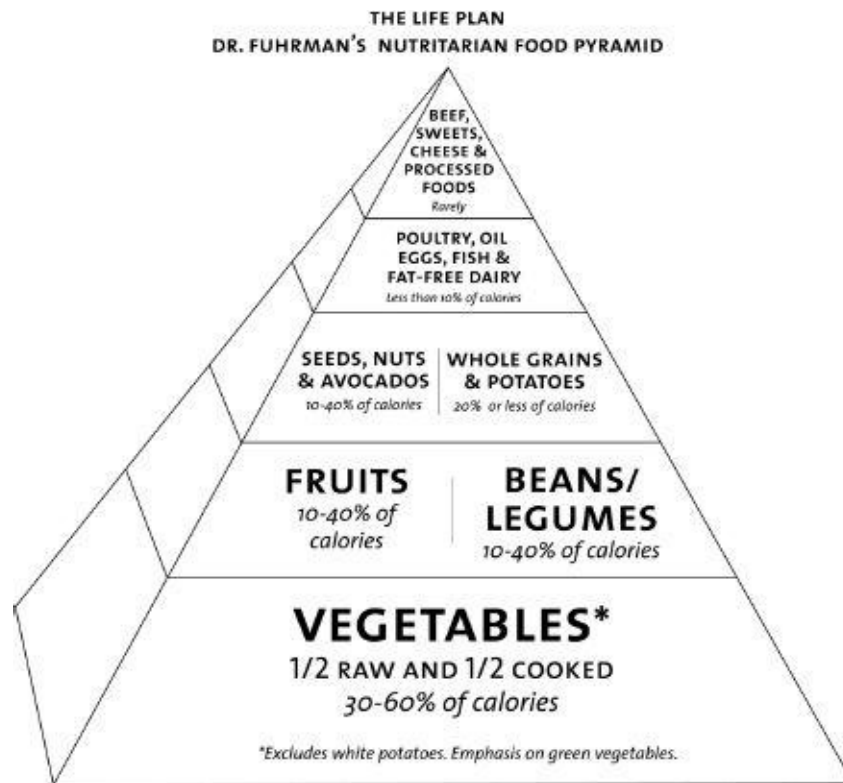 THE LIFE PLAN
DR. FUHRMAN'S NUTRITARIAN FOOD PYRAMID
BEEF,
SWEETS,
CHEESE &
PROCESSED
FOODS
Rarely
POULTRY, OIL
EGGS, FISH &
FAT-FREE DAIRY
Less than 10% of calories
SEEDS, NUTS
& AVOCADOS
10-40% of calories
WHOLE GRAINS
& POTATOES
20% or less of calories
FRUITS
10-40% of
calories
BEANS/
LEGUMES
10-40% of calories
VEGETABLES*
1/2 RAW AND 1/2 COOKED
30-60% of calories
*Excludes white potatoes. Emphasis on green vegetables.